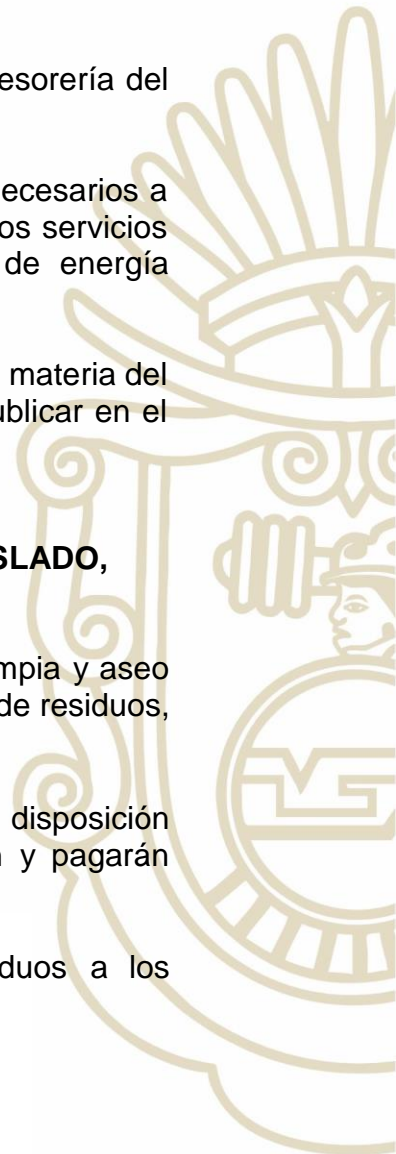 esorería del
ecesarios a
os servicios
de energía
materia del
ublicar en el
SLADO,
mpia y aseo
de residuos,
disposición
n y pagarán
duos a los